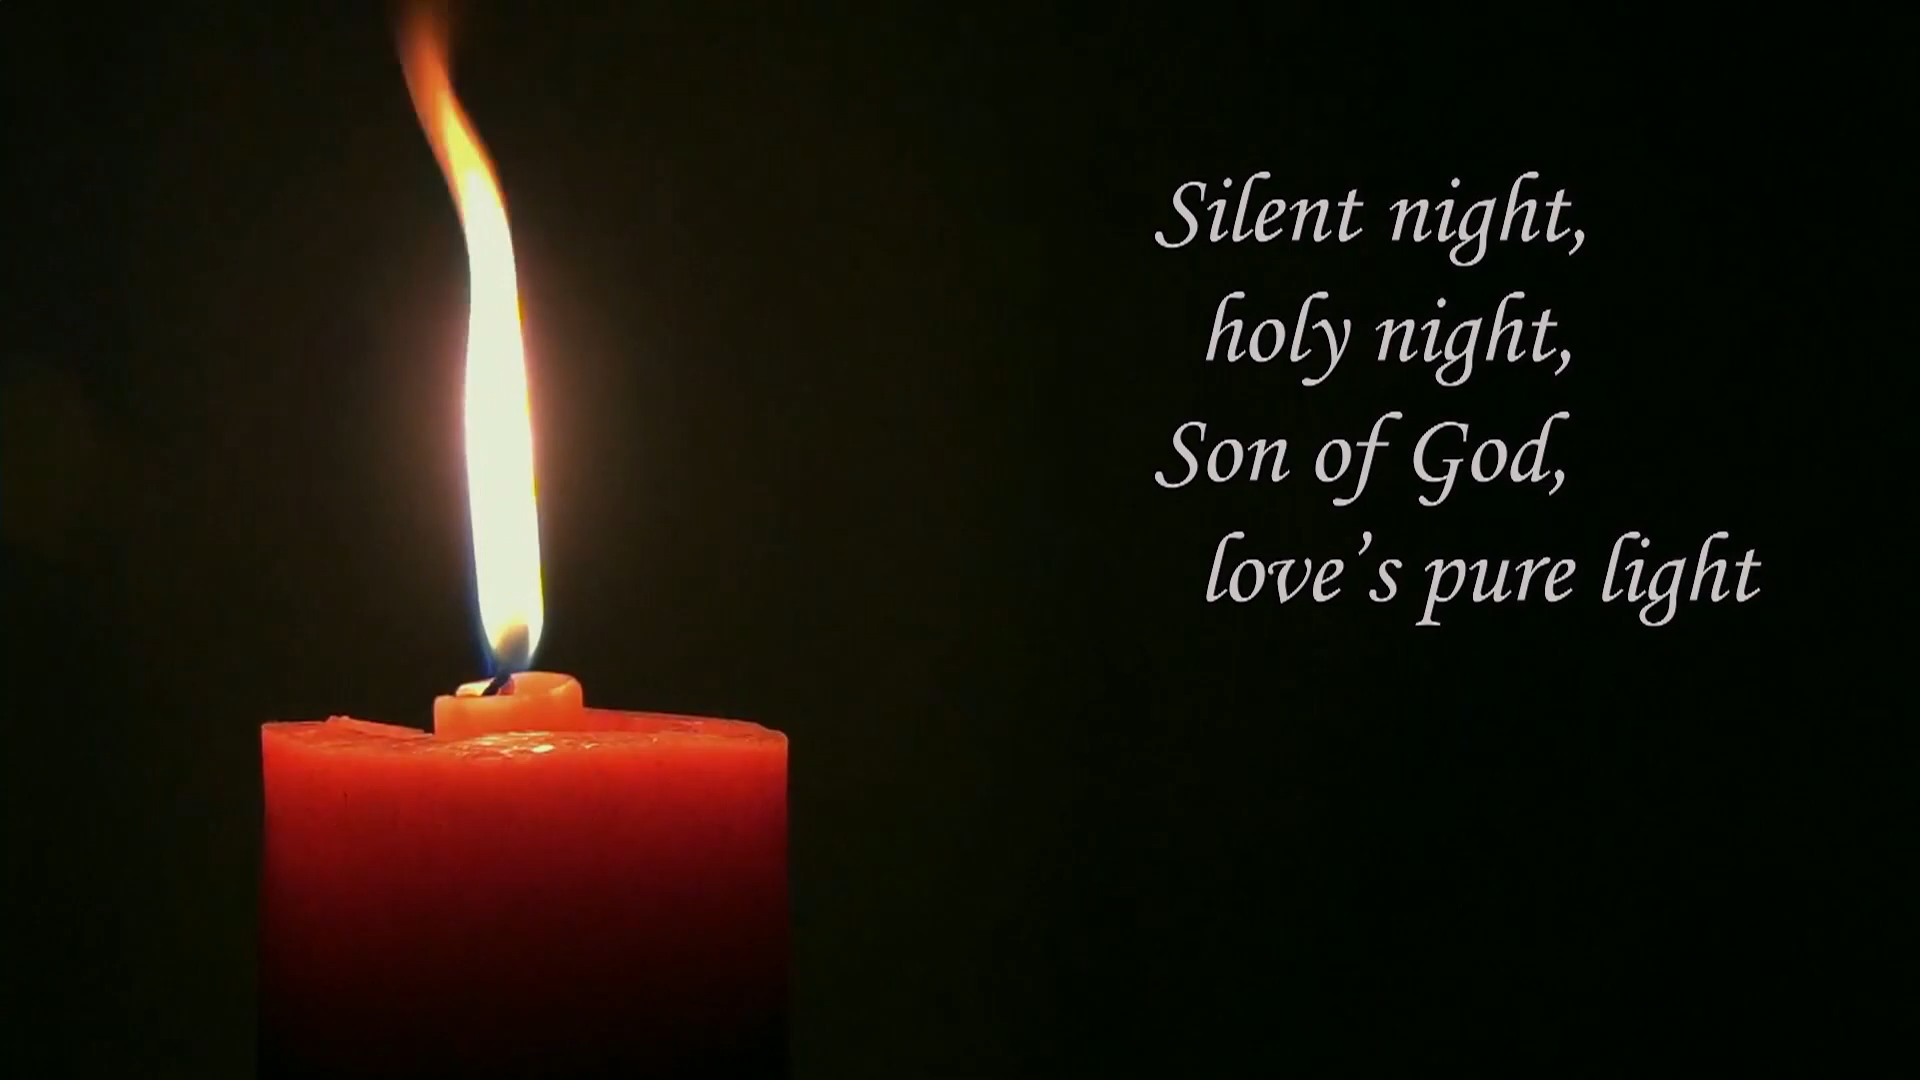 Silent night,
holy night,
Son of God,
love’s pure light